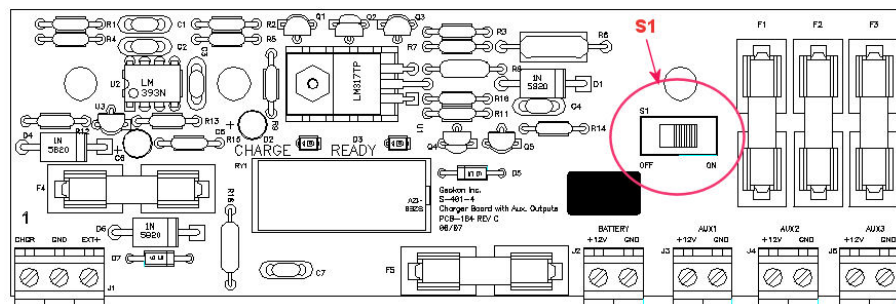 S1
R1
C1
R2
Q1
Q2
Q3
R3
R6
F1
F2
F3
R4
C2
R5
R7
U2
LM
393N
C3
LM317TP
R8
1N
5820
D1
C4
U3
R10
R11
S1
R12
R13
R9
U1
R14
D4
1N
5820
C6
D5
R15
D2
D3
Q4
Q5
OFF
ON
CHARGE
READY
RY1
F4
D5
Geckon Inc.
S-401-4
Charger Board with Aux. Outputs
PCB-184 REV C
06/07
R16
1
D6
1N
5820
BATTERY
AUX1
AUX2
AUX3
CHGR
GND
EXT+
D7
C7
F5
J2
+12V
GND
J3
+12V
GND
J4
+12V
GND
J5
+12V
GND
J1